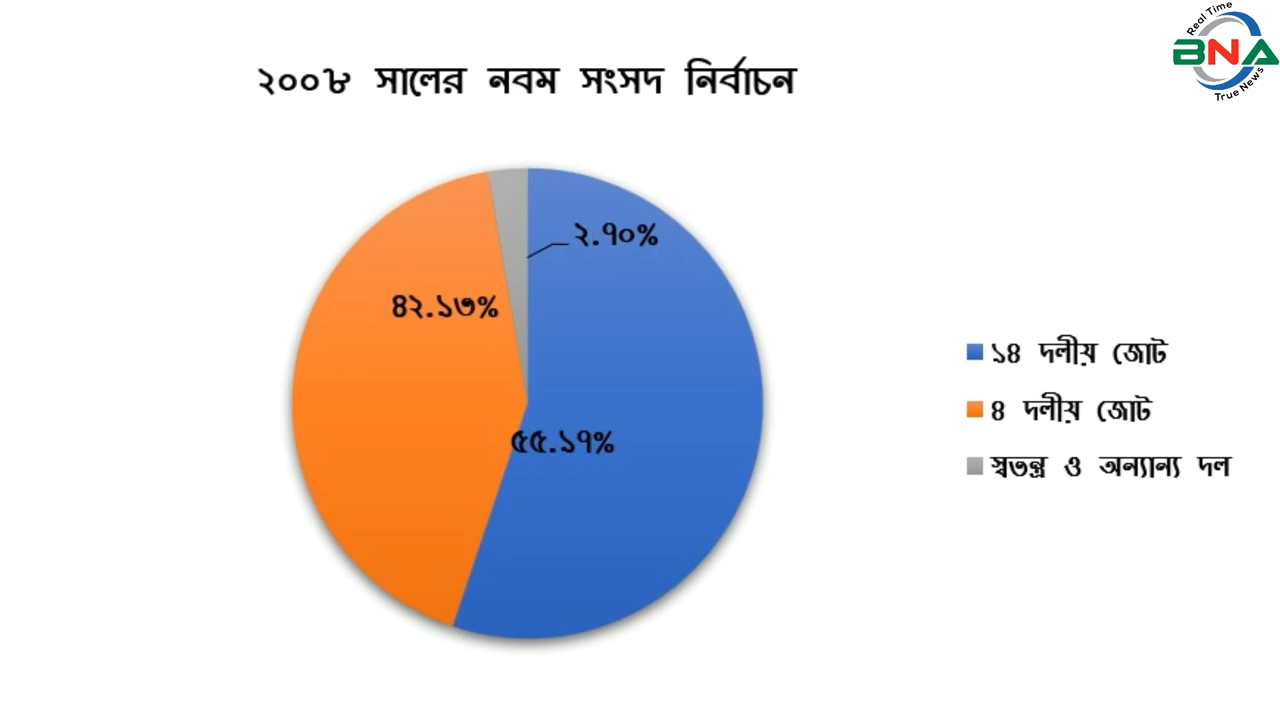 Real Time
BNA
True News
২০০৮ সালের নবম সংসদ নির্বাচন
২.৭০%
৪২.১৩%
৫৫.১৭%
১৪ দলীয় জোট
৪ দলীয় জোট
স্বতন্ত্র ও অন্যান্য দল